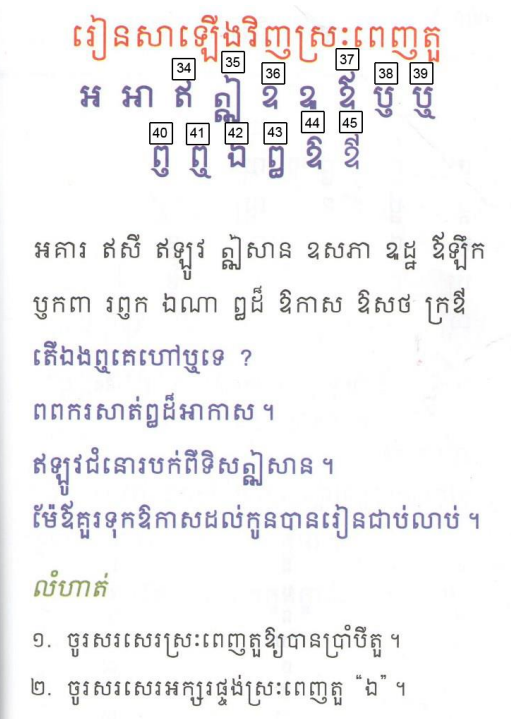 រៀនសាឡើងវិញស្រៈពេញតួ
34 35 36 37 38 39
អ អា ឥ ឦ ឧ ឩ ឪ ឫ ឬ
40 41 42 43 44 45
ឭ ឮ ឯ ឰ ឱ ឳ
អគារ ឥសី ឥឡូវ ឦសាន ឧសភា ឧដ្ឋ ឪឡឹក
ឫកពា រឭក ឯណា ឰដ៏ ឱកាស ឱសថ ក្រឳ
តើឯងឮគេហៅឬទេ ?
ពពករសាត់ឰដ៏អាកាស ។
ឥឡូវជំនោរបក់ពីទិសឦសាន ។
ម៉ែឪគួរទុកឱកាសដល់កូនបានរៀនជាប់លាប់ ។
លំហាត់
១. ចូរសរសេរស្រៈពេញតួឱ្យបានប្រាំបីតួ ។
២. ចូរសរសេរអក្សរផ្ចង់ស្រៈពេញតួ “ឯ” ។